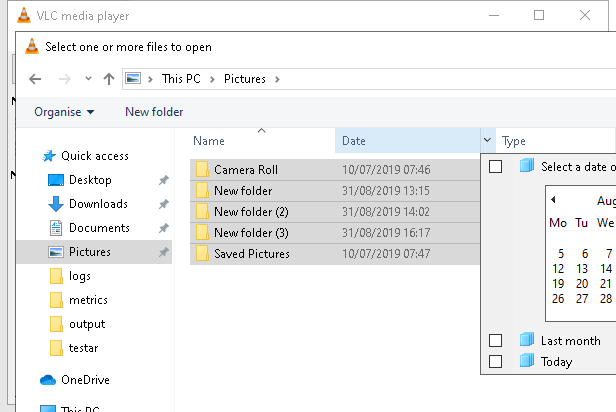 VLC media player
Select one or more files to open
This PC Pictures
Organise New folder
Name Date Type
Quick access
Desktop
Downloads
Documents
Pictures
logs
metrics
output
testar
OneDrive
This PC
Camera Roll 10/07/2019 07:46
New folder 31/08/2019 13:15
New folder (2) 31/08/2019 14:02
New folder (3) 31/08/2019 16:17
Saved Pictures 10/07/2019 07:47
Select a date o
Aug
Mo Tu We
5 6 7
12 13 14
19 20 21
26 27 28
Last month
Today